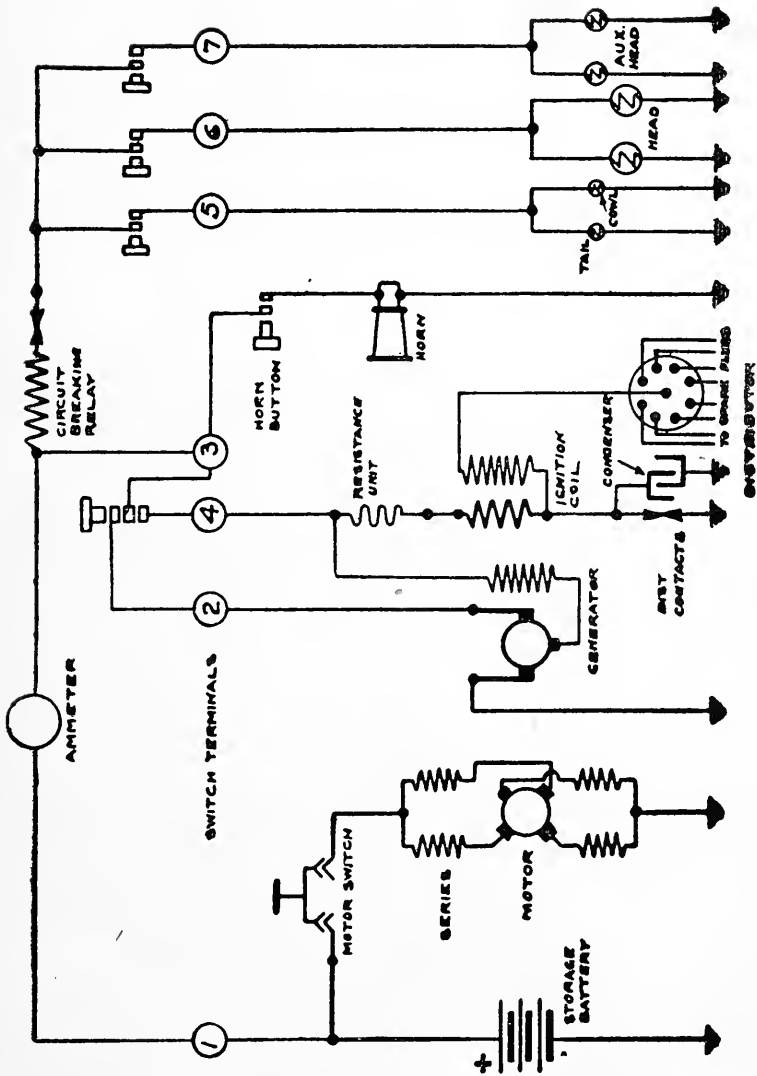 1
AMMETER
CIRCUIT
BREAKING
RELAY
SWITCH TERMINALS
2
4
3
5
6
7
MOTOR SWITCH
HORN
BUTTON
RESISTANCE
UNIT
SERIES
MOTOR
GENERATOR
IGNITION
COIL
HORN
CONDENSER
+
STORAGE
BATTERY
DIST
CONTACTS
TO SPARK PLUGS
DISTRIBUTOR
TAIL
COWL
HEAD
AUX.
HEAD